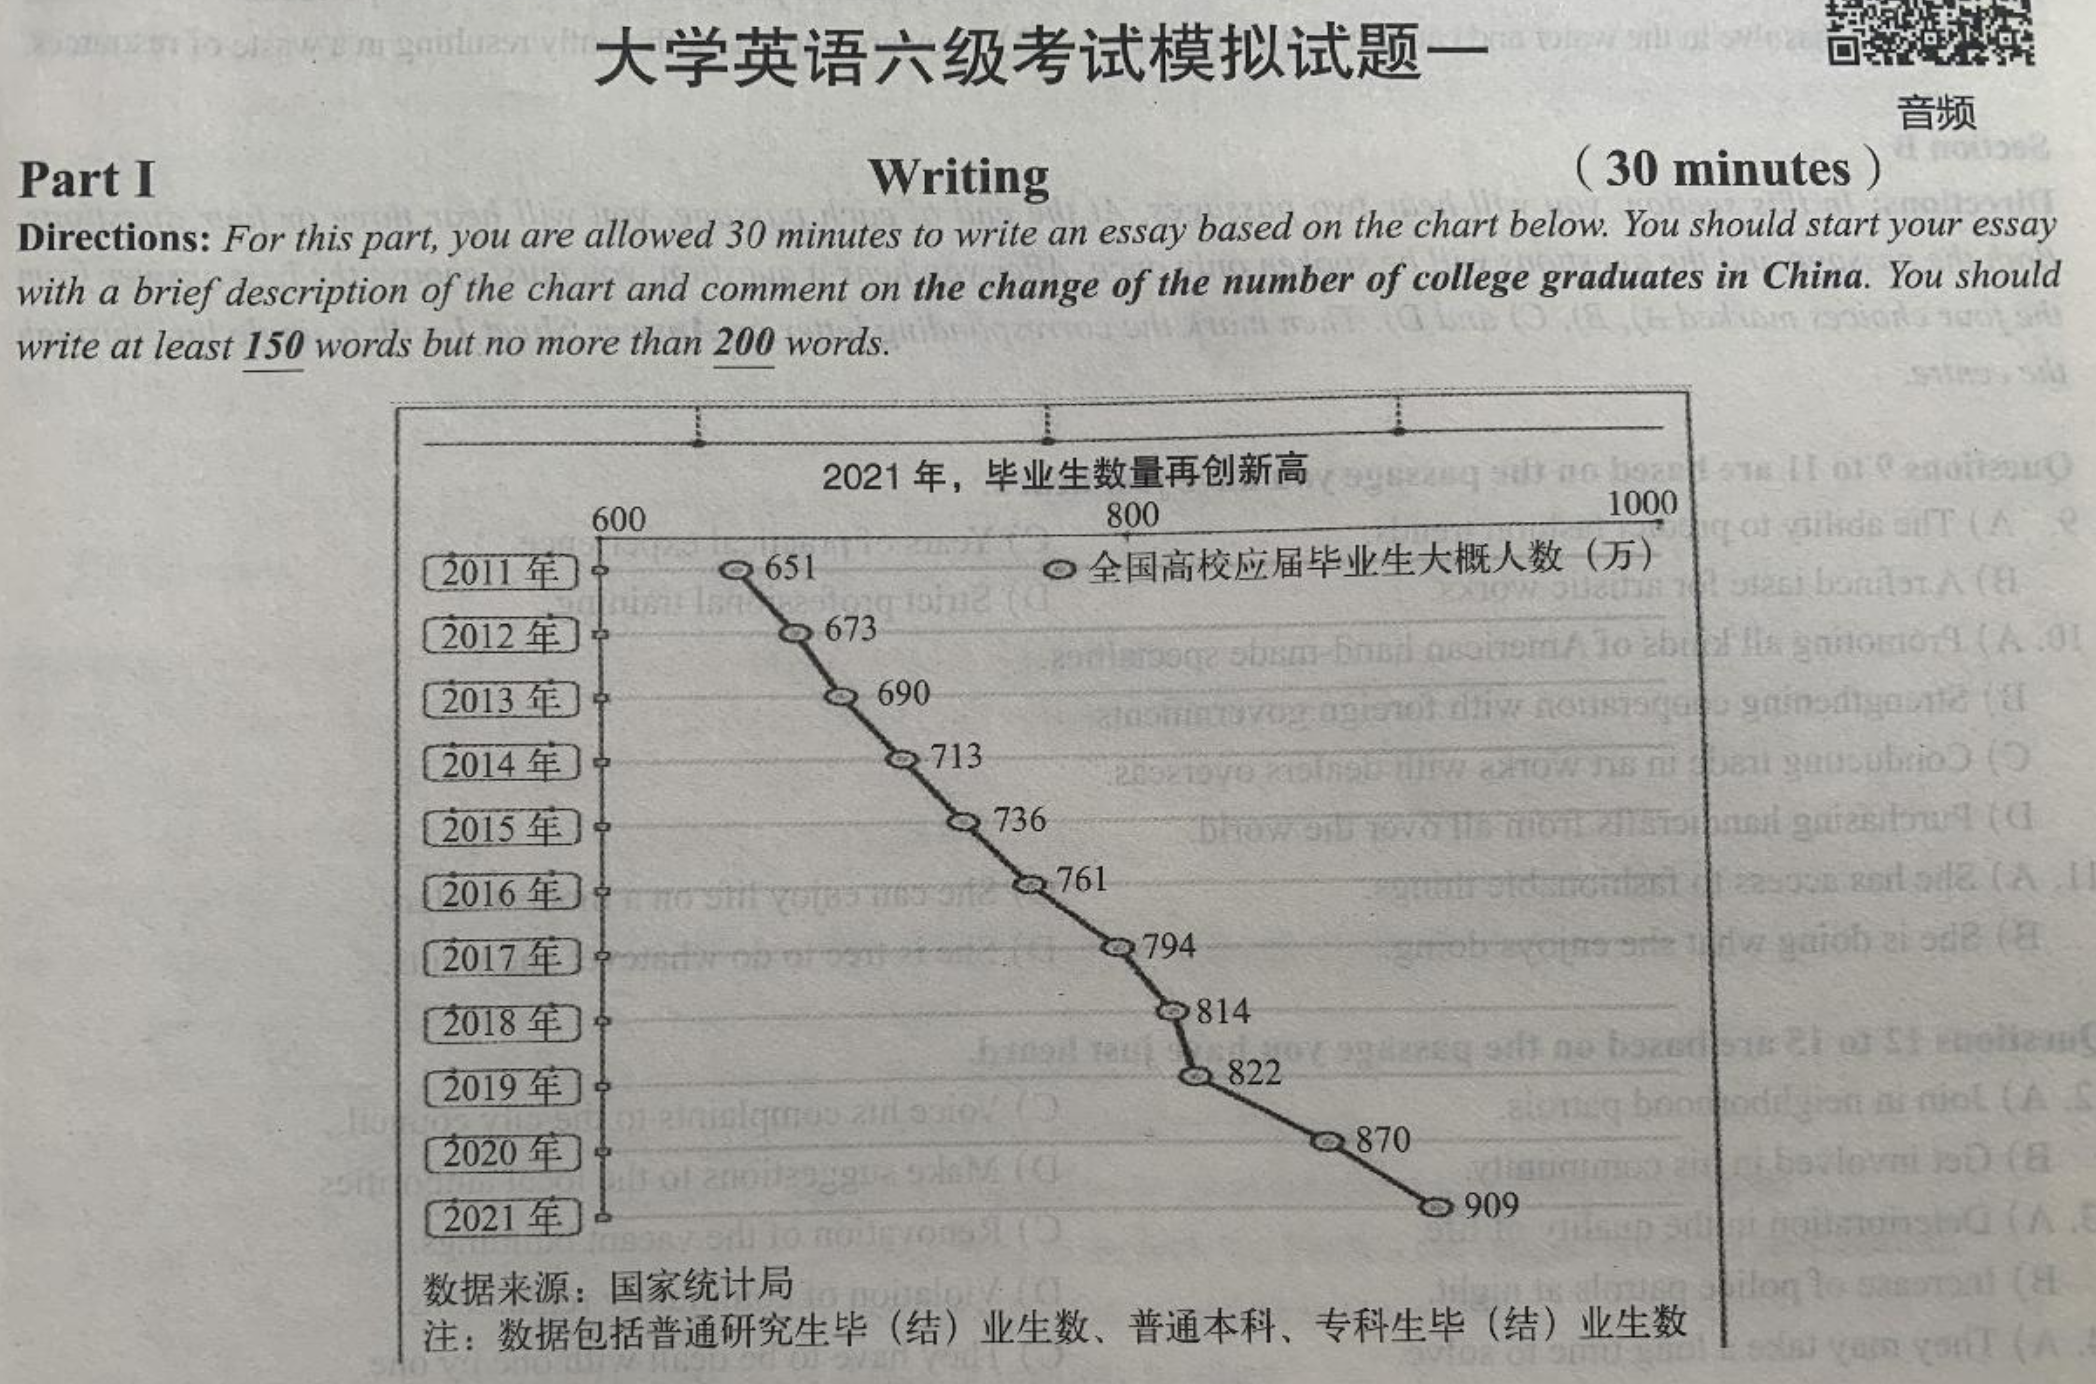 大学英语六级考试模拟试题一
音频
Part I Writing （30 minutes）
Directions: For this part, you are allowed 30 minutes to write an essay based on the chart below. You should start your essay
with a brief description of the chart and comment on the change of the number of college graduates in China. You should
write at least 150 words but no more than 200 words.
2021 年，毕业生数量再创新高
600 800 1000
全国高校应届毕业生大概人数（万）
2011 年 651
2012 年 673
2013 年 690
2014 年 713
2015 年 736
2016 年 761
2017 年 794
2018 年 814
2019 年 822
2020 年 870
2021 年 909
数据来源：国家统计局
注：数据包括普通研究生毕（结）业生数、普通本科、专科生毕（结）业生数